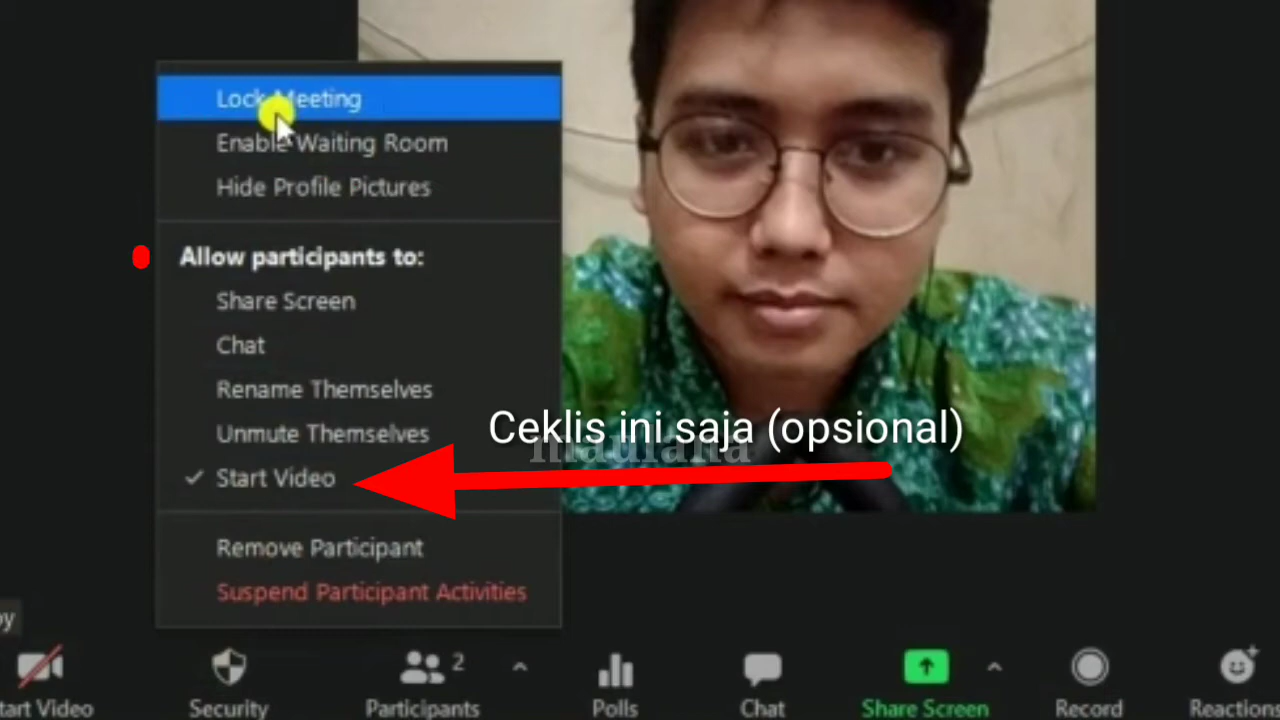 Lock Meeting
Enable Waiting Room
Hide Profile Pictures
Allow participants to:
Share Screen
Chat
Rename Themselves
Unmute Themselves
Ceklis ini saja (opsional)
madiana
Start Video
Remove Participant
Suspend Participant Activities
tart Video
Security
Participants
2
Polls
Chat
Share Screen
Record
Reactions